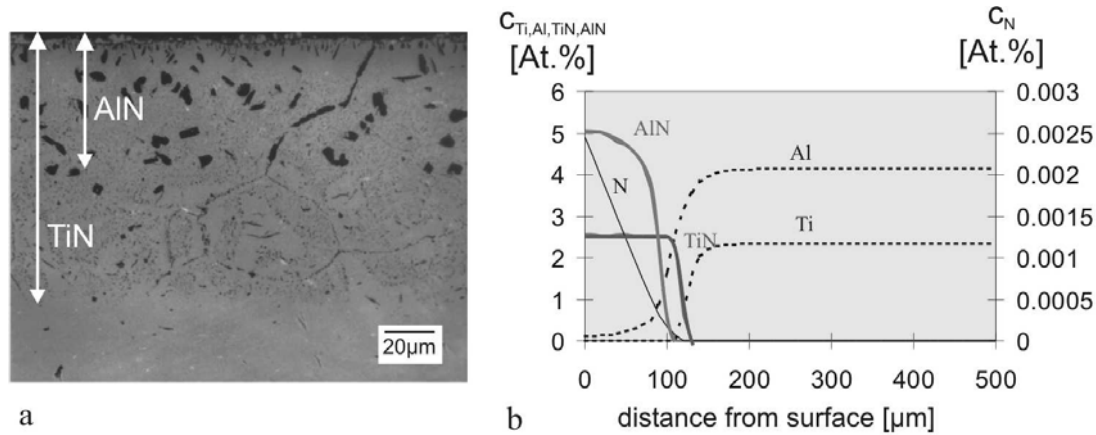 AlN
TiN
20µm
a
c_Ti,Al,TiN,AlN
[At.%]
c_N
[At.%]
6
5
4
3
2
1
0
0.003
0.0025
0.002
0.0015
0.001
0.0005
0
AlN
N
Al
TiN
Ti
0 100 200 300 400 500
distance from surface [µm]
b